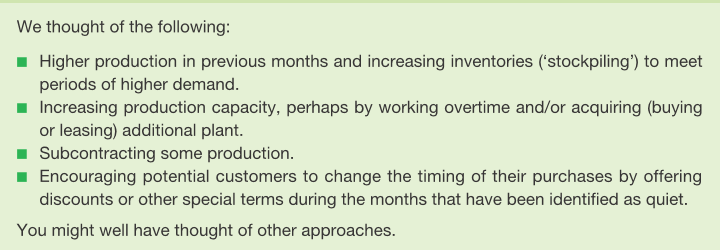 We thought of the following:
■ Higher production in previous months and increasing inventories (‘stockpiling’) to meet
periods of higher demand.
■ Increasing production capacity, perhaps by working overtime and/or acquiring (buying
or leasing) additional plant.
■ Subcontracting some production.
■ Encouraging potential customers to change the timing of their purchases by offering
discounts or other special terms during the months that have been identified as quiet.
You might well have thought of other approaches.